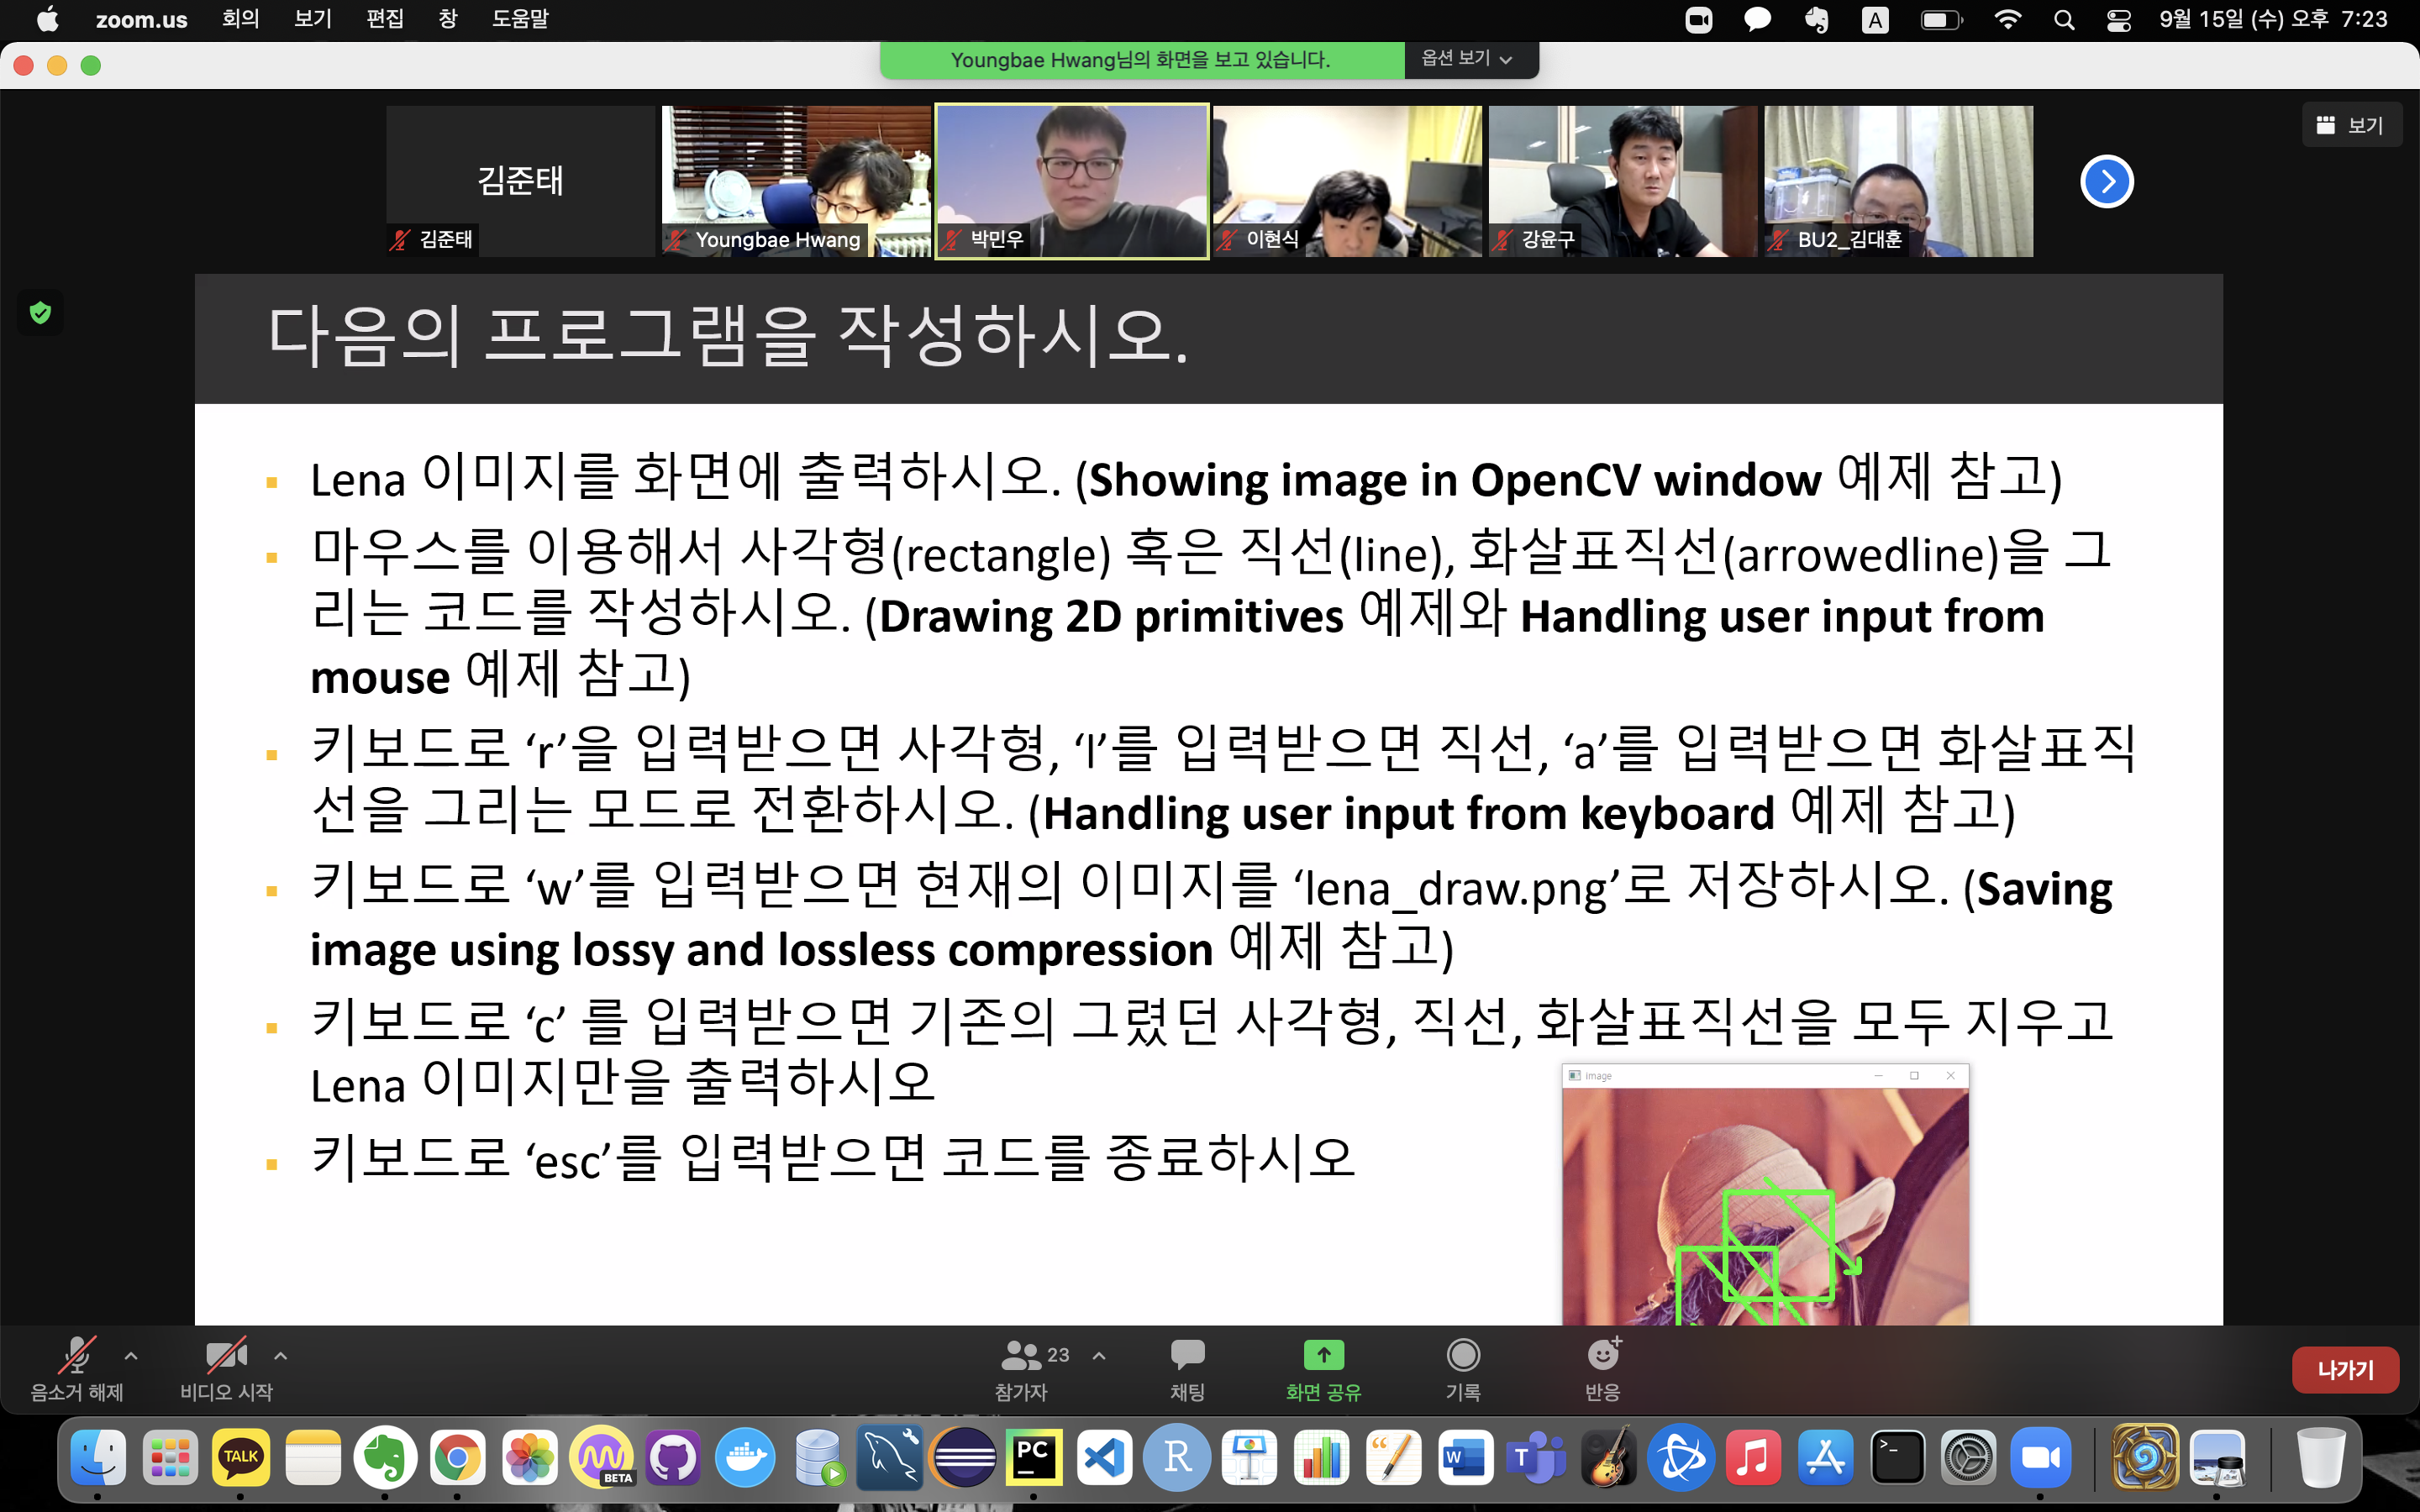 zoom.us 회의 보기 편집 창 도움말 A 9월 15일 (수) 오후 7:23
Youngbae Hwang님의 화면을 보고 있습니다. 옵션 보기
김준태
보기
김준태 Youngbae Hwang 박민우 이현식 강윤구 BU2_김대훈
다음의 프로그램을 작성하시오.
Lena 이미지를 화면에 출력하시오. (Showing image in OpenCV window 예제 참고)
마우스를 이용해서 사각형(rectangle) 혹은 직선(line), 화살표직선(arrowedline)을 그
리는 코드를 작성하시오. (Drawing 2D primitives 예제와 Handling user input from
mouse 예제 참고)
키보드로 ‘r’을 입력받으면 사각형, ‘l’를 입력받으면 직선, ‘a’를 입력받으면 화살표직
선을 그리는 모드로 전환하시오. (Handling user input from keyboard 예제 참고)
키보드로 ‘w’를 입력받으면 현재의 이미지를 ‘lena_draw.png’로 저장하시오. (Saving
image using lossy and lossless compression 예제 참고)
키보드로 ‘c’ 를 입력받으면 기존의 그렸던 사각형, 직선, 화살표직선을 모두 지우고
Lena 이미지만을 출력하시오
키보드로 ‘esc’를 입력받으면 코드를 종료하시오
image
23
음소거 해제 비디오 시작 참가자 채팅 화면 공유 기록 반응 나가기
TALK BETA PC R W T >_